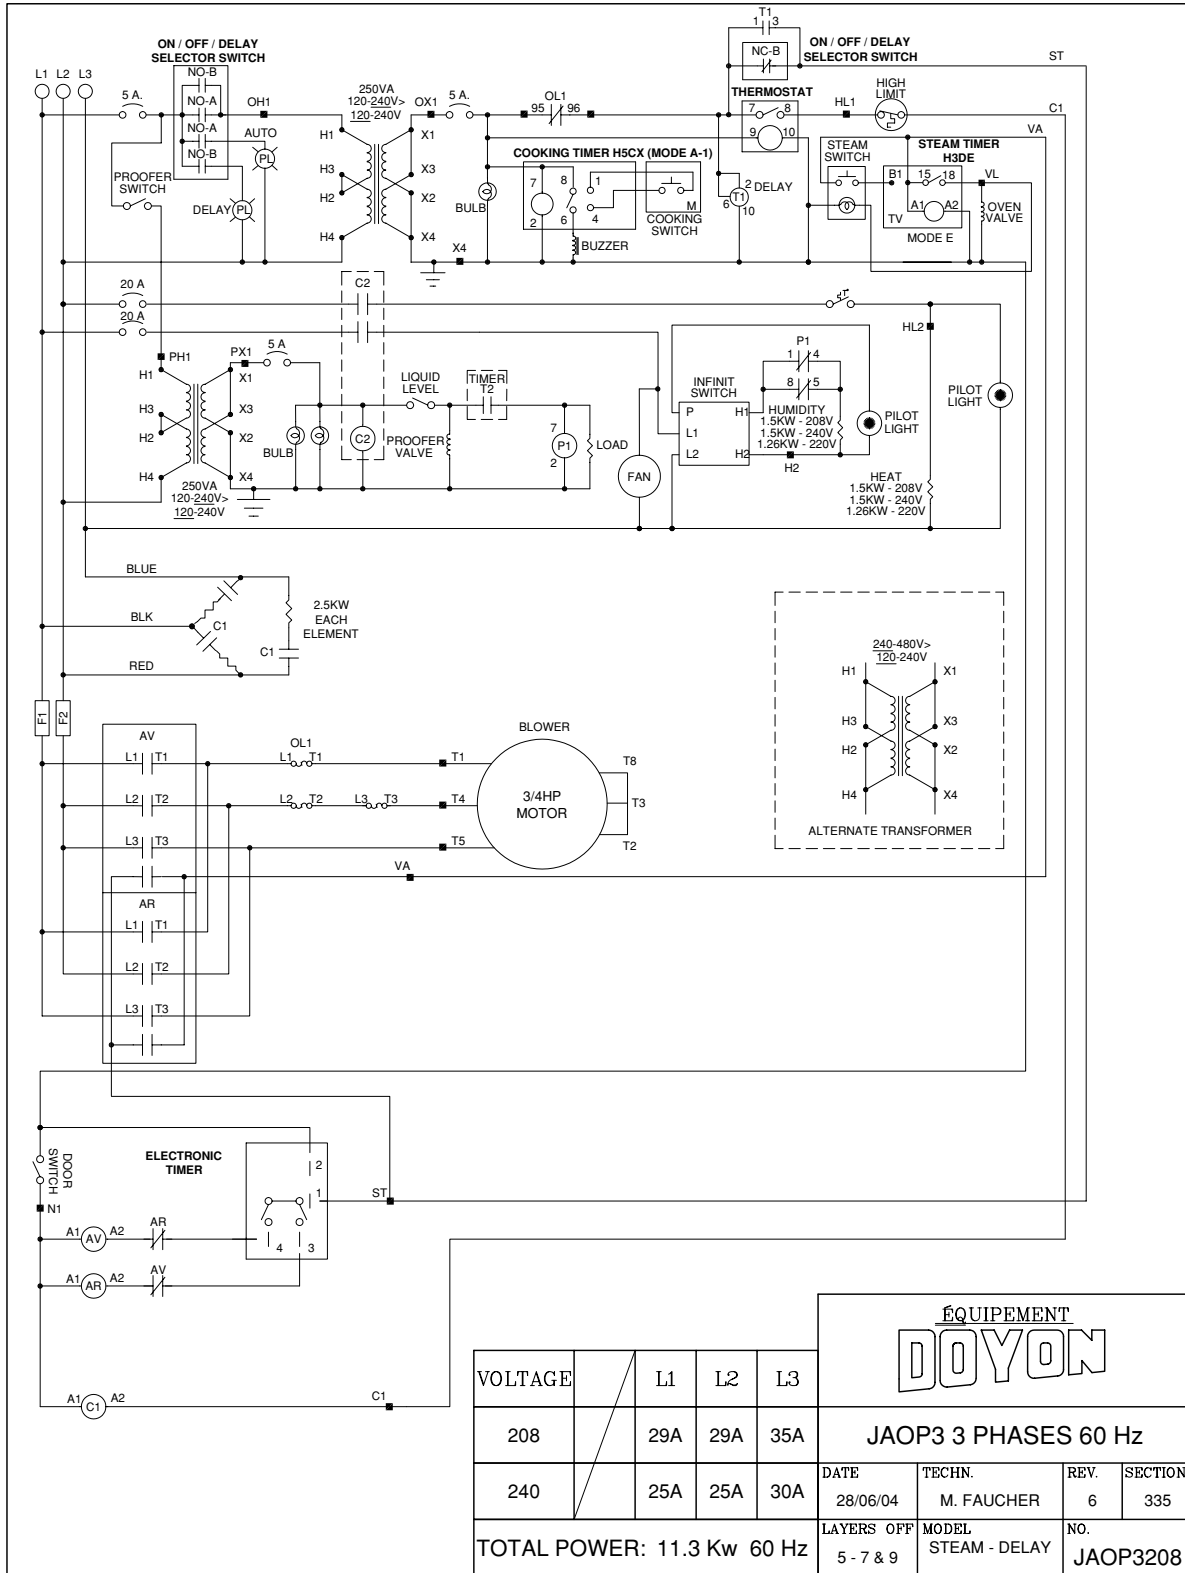 T1
1 3
ON / OFF / DELAY
SELECTOR SWITCH
NC-B
ON / OFF / DELAY
SELECTOR SWITCH
ST
L1 L2 L3
NO-B
5 A.
NO-A
OH1
NO-A
AUTO
NO-B
PL
PROOFER
SWITCH
DELAY
PL
250VA
120-240V>
120-240V
H1
H3
H2
H4
OX1
5 A.
X1
X3
X2
X4
BULB
X4
OL1
95 96
COOKING TIMER H5CX (MODE A-1)
7
2
8
6
1
4
M
COOKING
SWITCH
BUZZER
THERMOSTAT
7 8
9 10
T1
2
6
10
DELAY
HL1
HIGH
LIMIT
C1
VA
STEAM
SWITCH
STEAM TIMER
H3DE
B1
15 18
A1 A2
TV
MODE E
VL
OVEN
VALVE
20 A
20 A
C2
PH1
H1
H3
H2
H4
PX1
5 A
X1
X3
X2
X4
250VA
120-240V>
120-240V
BULB
C2
LIQUID
LEVEL
PROOFER
VALVE
TIMER
T2
7
P1
2
LOAD
FAN
INFINIT
SWITCH
P
L1
L2
H1
H2
P1
1 4
8 5
HUMIDITY
1.5KW - 208V
1.5KW - 240V
1.26KW - 220V
H2
PILOT
LIGHT
HL2
PILOT
LIGHT
HEAT
1.5KW - 208V
1.5KW - 240V
1.26KW - 220V
BLUE
BLK
RED
C1
C1
2.5KW
EACH
ELEMENT
240-480V>
120-240V
H1
H3
H2
H4
X1
X3
X2
X4
ALTERNATE TRANSFORMER
F1
F2
AV
L1 T1
L2 T2
L3 T3
OL1
L1 T1
L2 T2
L3 T3
T1
T4
T5
BLOWER
3/4HP
MOTOR
T8
T3
T2
VA
AR
L1 T1
L2 T2
L3 T3
DOOR
SWITCH
N1
ELECTRONIC
TIMER
2
1
4
3
ST
A1 AV A2
AR
A1 AR A2
AV
A1 C1 A2
C1
VOLTAGE L1 L2 L3
208 29A 29A 35A
240 25A 25A 30A
TOTAL POWER: 11.3 Kw 60 Hz
ÉQUIPEMENT
DOYON
JAOP3 3 PHASES 60 Hz
DATE TECHN. REV. SECTION
28/06/04 M. FAUCHER 6 335
LAYERS OFF MODEL NO.
5 - 7 & 9 STEAM - DELAY JAOP3208